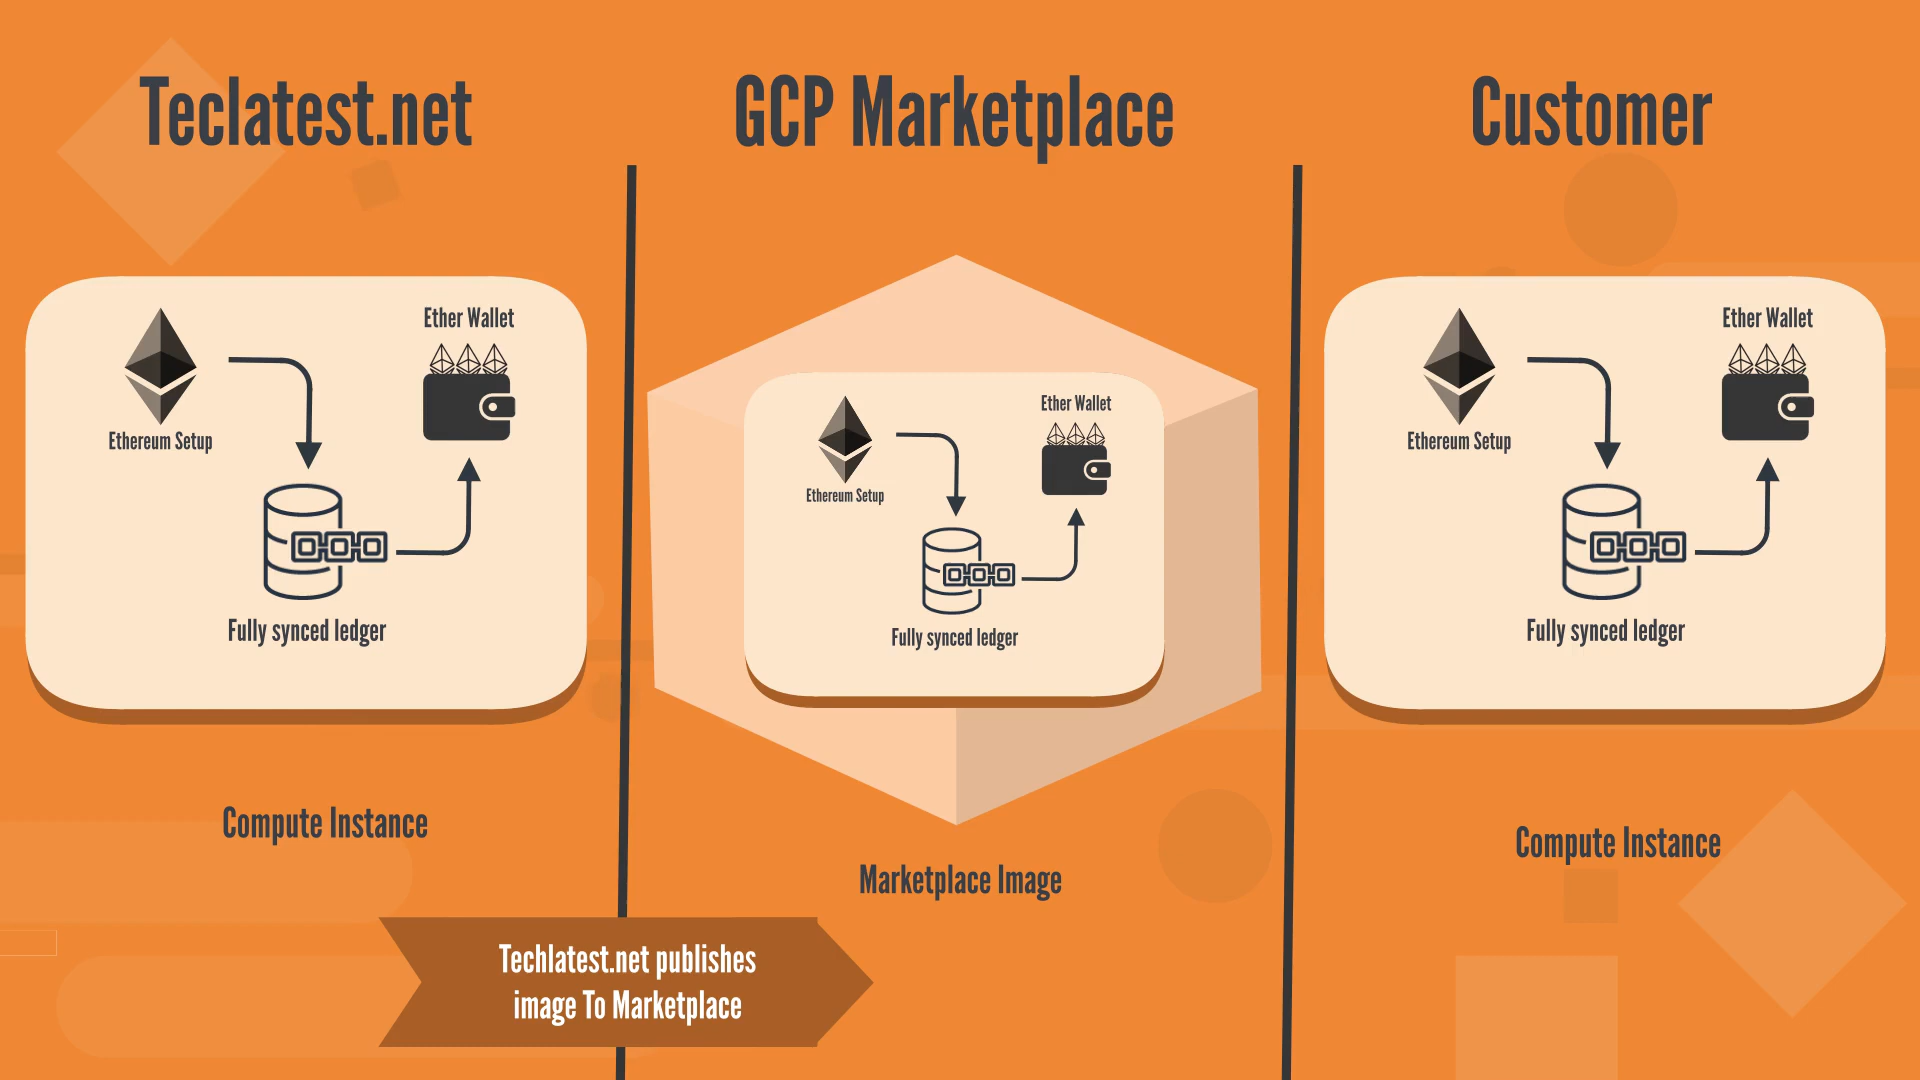 Teclatest.net
GCP Marketplace
Customer
Ether Wallet
Ethereum Setup
Fully synced ledger
Compute Instance
Ether Wallet
Ethereum Setup
Fully synced ledger
Marketplace Image
Ether Wallet
Ethereum Setup
Fully synced ledger
Compute Instance
Techlatest.net publishes
image To Marketplace